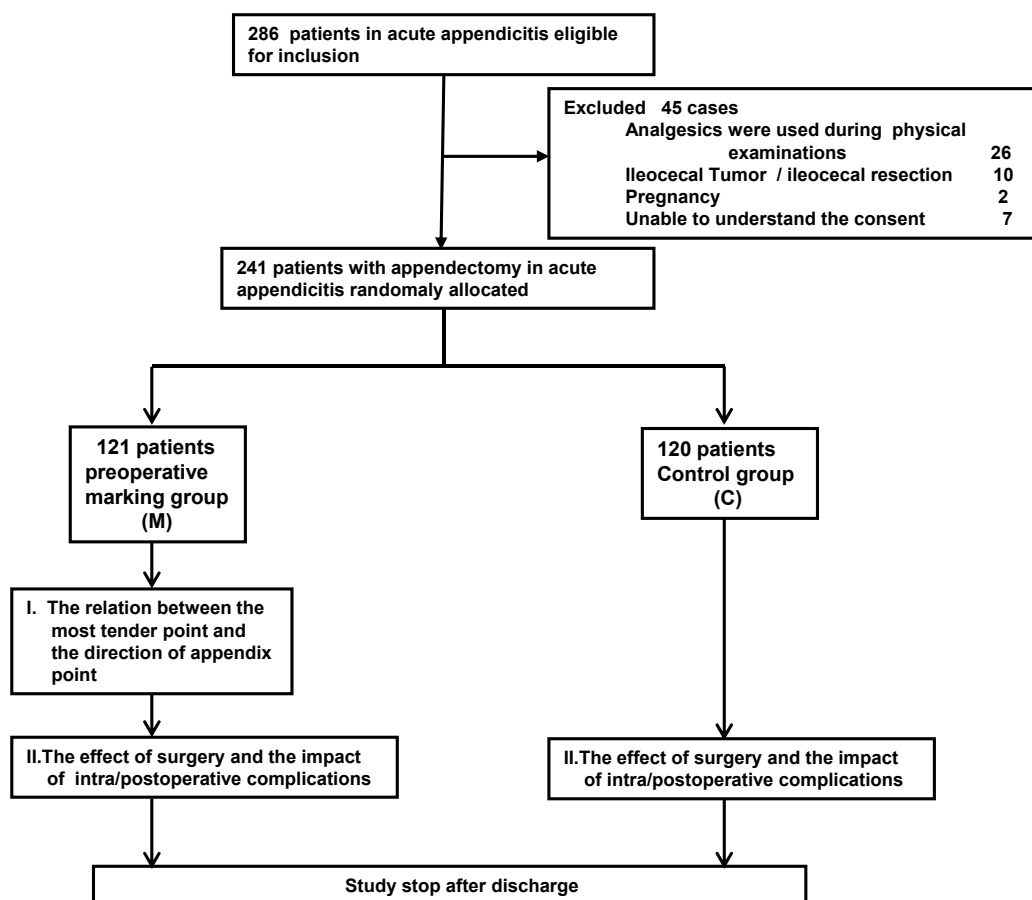 286 patients in acute appendicitis eligible
for inclusion
Excluded 45 cases
Analgesics were used during physical
examinations 26
Ileocecal Tumor / ileocecal resection 10
Pregnancy 2
Unable to understand the consent 7
241 patients with appendectomy in acute
appendicitis randomaly allocated
121 patients
preoperative
marking group
(M)
120 patients
Control group
(C)
I. The relation between the
most tender point and
the direction of appendix
point
II.The effect of surgery and the impact
of intra/postoperative complications
II.The effect of surgery and the impact
of intra/postoperative complications
Study stop after discharge